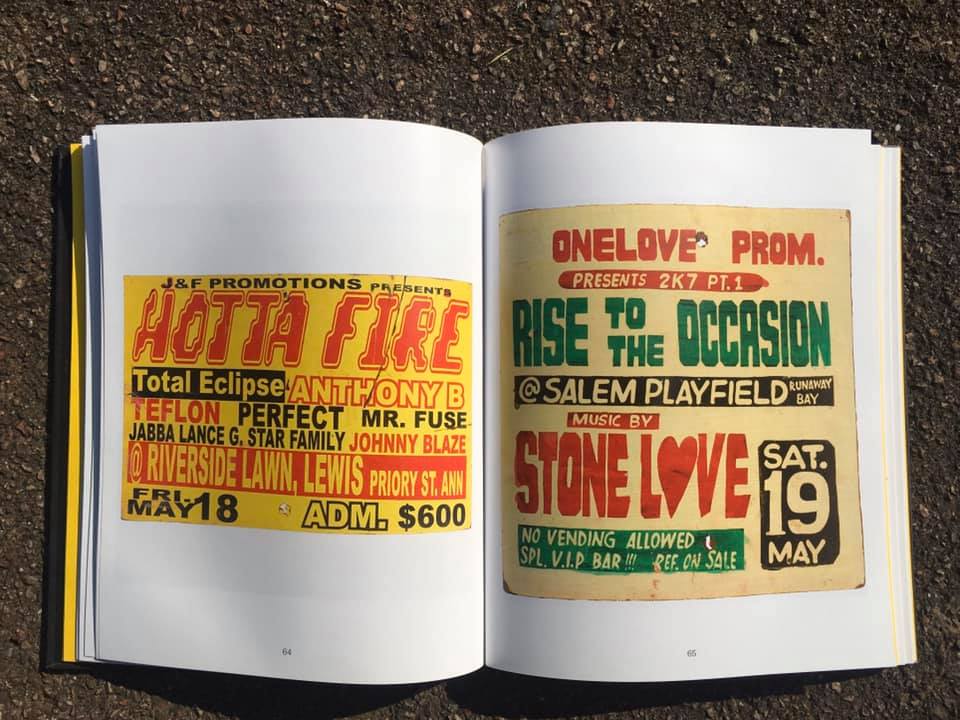 J&F PROMOTIONS PRESENTS
HOTTA FIRE
Total Eclipse ANTHONY B
TEFLON PERFECT MR. FUSE
JABBA LANCE G. STAR FAMILY JOHNNY BLAZE
@ RIVERSIDE LAWN, LEWIS PRIORY ST. ANN
FRI. MAY 18 ADM. $600
64
ONELOVE PROM.
PRESENTS 2K7 PT.1
RISE TO THE OCCASION
@ SALEM PLAYFIELD RUNAWAY BAY
MUSIC BY
STONE L♥VE
SAT. 19 MAY
NO VENDING ALLOWED
SPL. V.I.P BAR!!! REF. ON SALE
65